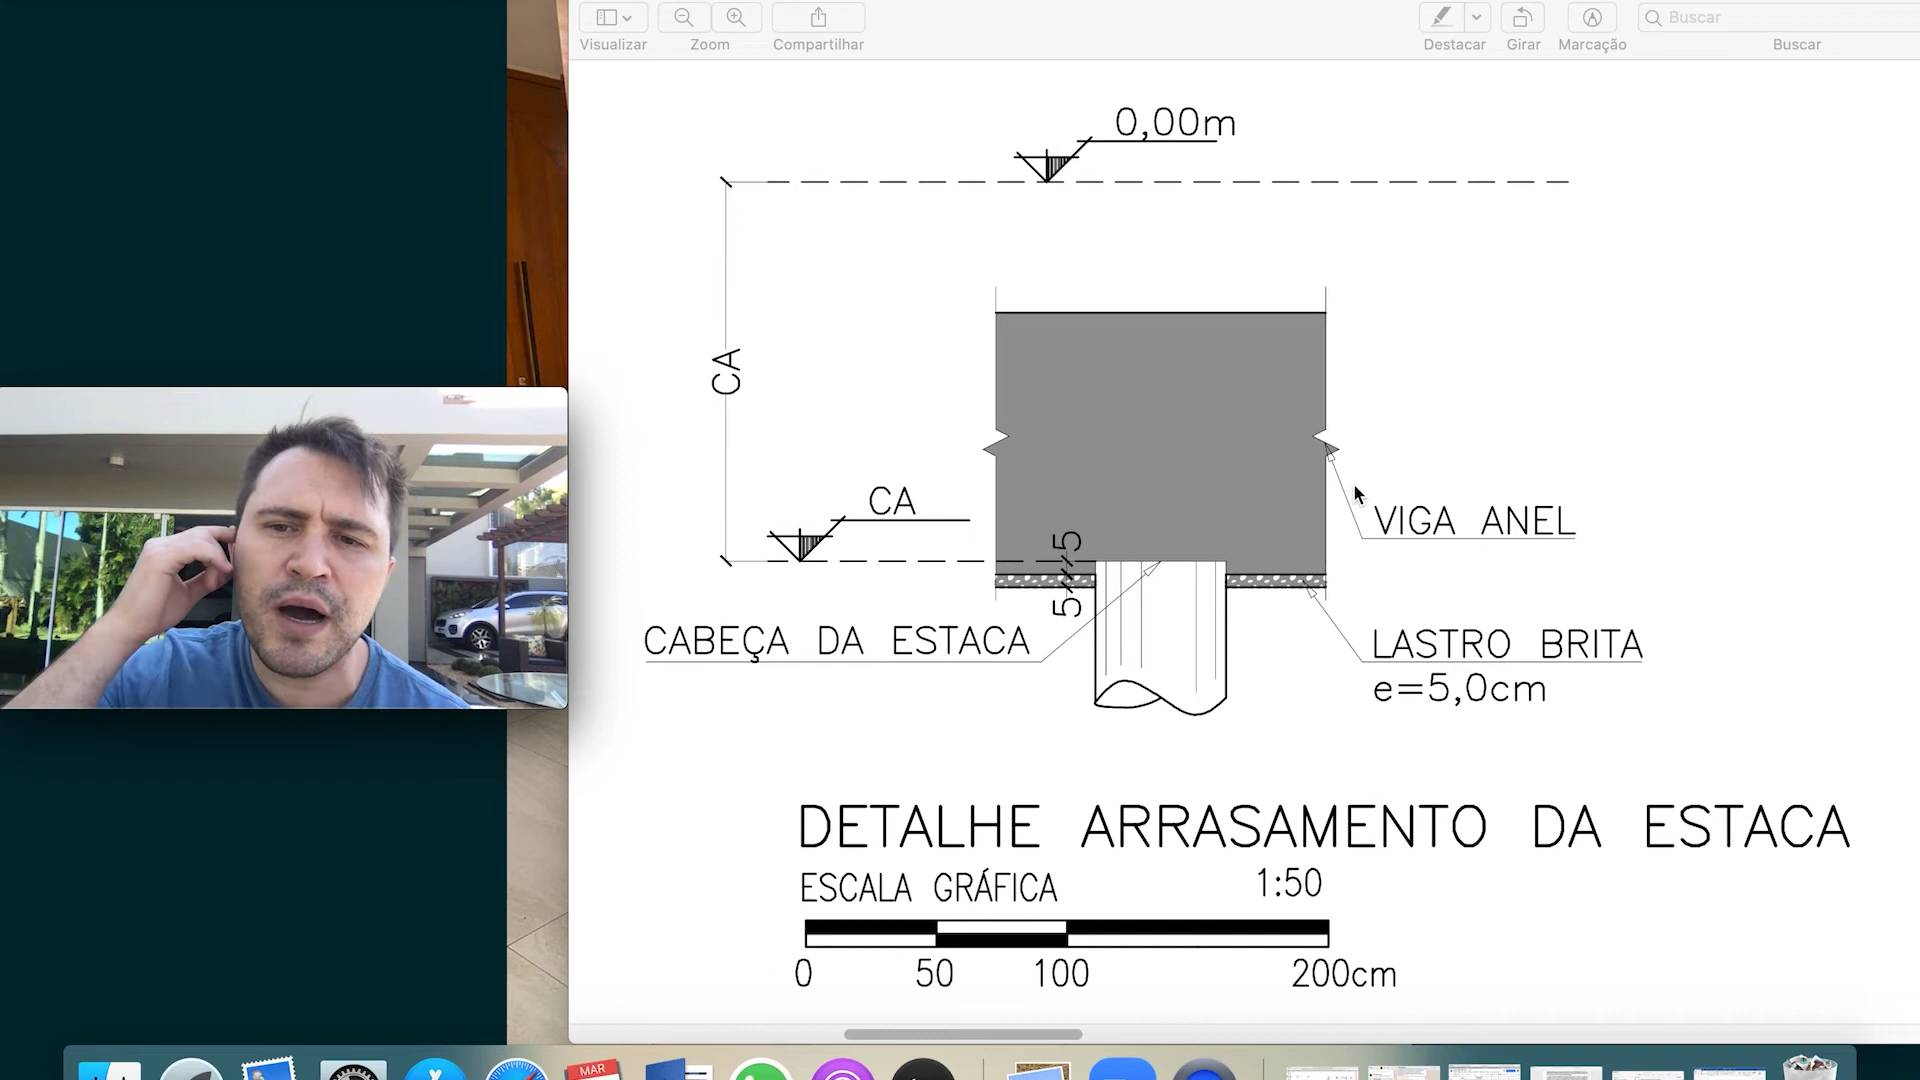 Visualizar
Zoom
Compartilhar
Destacar
Girar
Marcação
Buscar
Buscar
0,00m
CA
CA
5
5
VIGA ANEL
CABEÇA DA ESTACA
LASTRO BRITA
e=5,0cm
DETALHE ARRASAMENTO DA ESTACA
ESCALA GRÁFICA 1:50
0 50 100 200cm
MAR